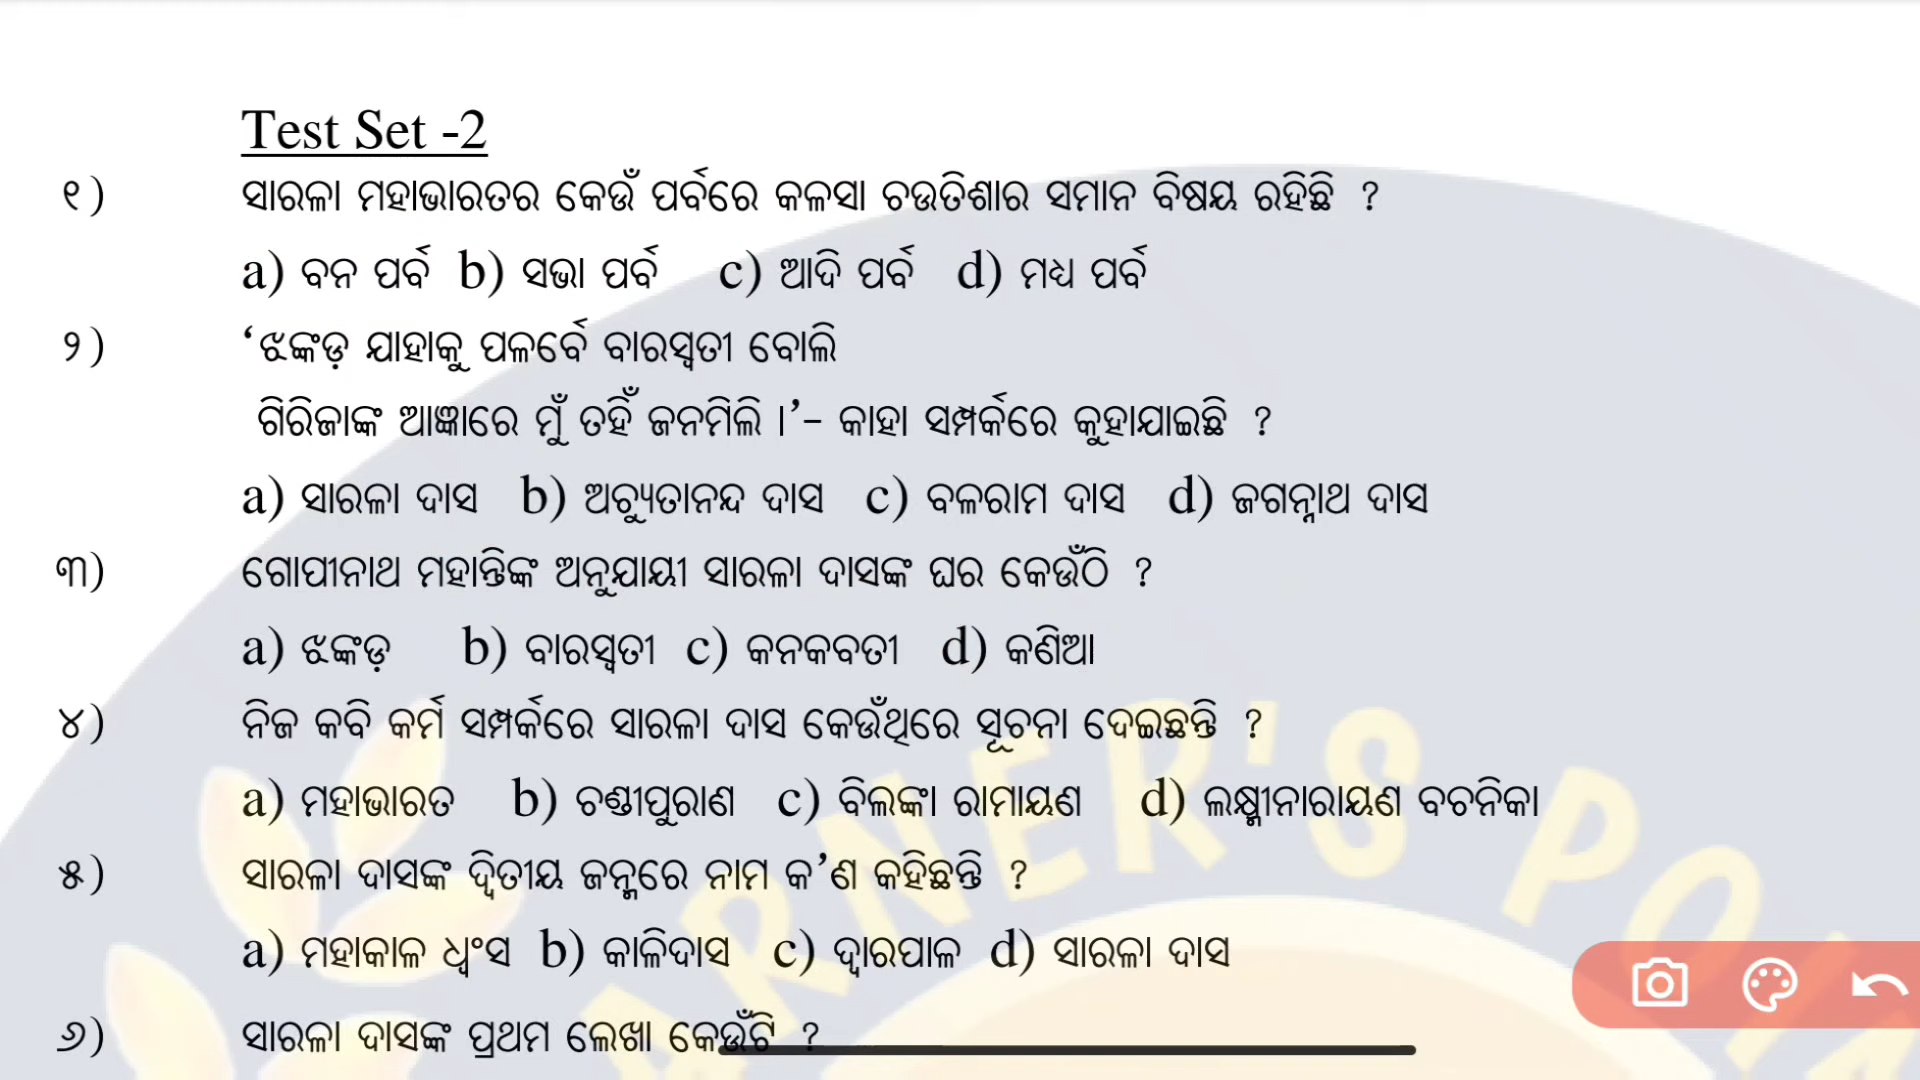 Test Set -2
୧) ସାରଳା ମହାଭାରତର କେଉଁ ପର୍ବରେ କଳସା ଚଉତିଶାର ସମାନ ବିଷୟ ରହିଛି ?
a) ବନ ପର୍ବ b) ସଭା ପର୍ବ c) ଆଦି ପର୍ବ d) ମଧ୍ୟ ପର୍ବ
୨) ‘ଝଙ୍କଡ଼ ଯାହାକୁ ପଳର୍ବେ ବାରସ୍ୱତୀ ବୋଲି
ଗିରିଜାଙ୍କ ଆଜ୍ଞାରେ ମୁଁ ତହିଁ ଜନମିଲି ।’– କାହା ସମ୍ପର୍କରେ କୁହାଯାଇଛି ?
a) ସାରଳା ଦାସ b) ଅଚ୍ୟୁତାନନ୍ଦ ଦାସ c) ବଳରାମ ଦାସ d) ଜଗନ୍ନାଥ ଦାସ
୩) ଗୋପୀନାଥ ମହାନ୍ତିଙ୍କ ଅନୁଯାୟୀ ସାରଳା ଦାସଙ୍କ ଘର କେଉଁଠି ?
a) ଝଙ୍କଡ଼ b) ବାରସ୍ୱତୀ c) କନକବତୀ d) କଣିଆ
୪) ନିଜ କବି କର୍ମ ସମ୍ପର୍କରେ ସାରଳା ଦାସ କେଉଁଥିରେ ସୂଚନା ଦେଇଛନ୍ତି ?
a) ମହାଭାରତ b) ଚଣ୍ଡୀପୁରାଣ c) ବିଲଙ୍କା ରାମାୟଣ d) ଲକ୍ଷ୍ମୀନାରାୟଣ ବଚନିକା
୫) ସାରଳା ଦାସଙ୍କ ଦ୍ୱିତୀୟ ଜନ୍ମରେ ନାମ କ’ଣ କହିଛନ୍ତି ?
a) ମହାକାଳ ଧ୍ୱଂସ b) କାଳିଦାସ c) ଦ୍ୱାରପାଳ d) ସାରଳା ଦାସ
୬) ସାରଳା ଦାସଙ୍କ ପ୍ରଥମ ଲେଖା କେଉଁଟି ?